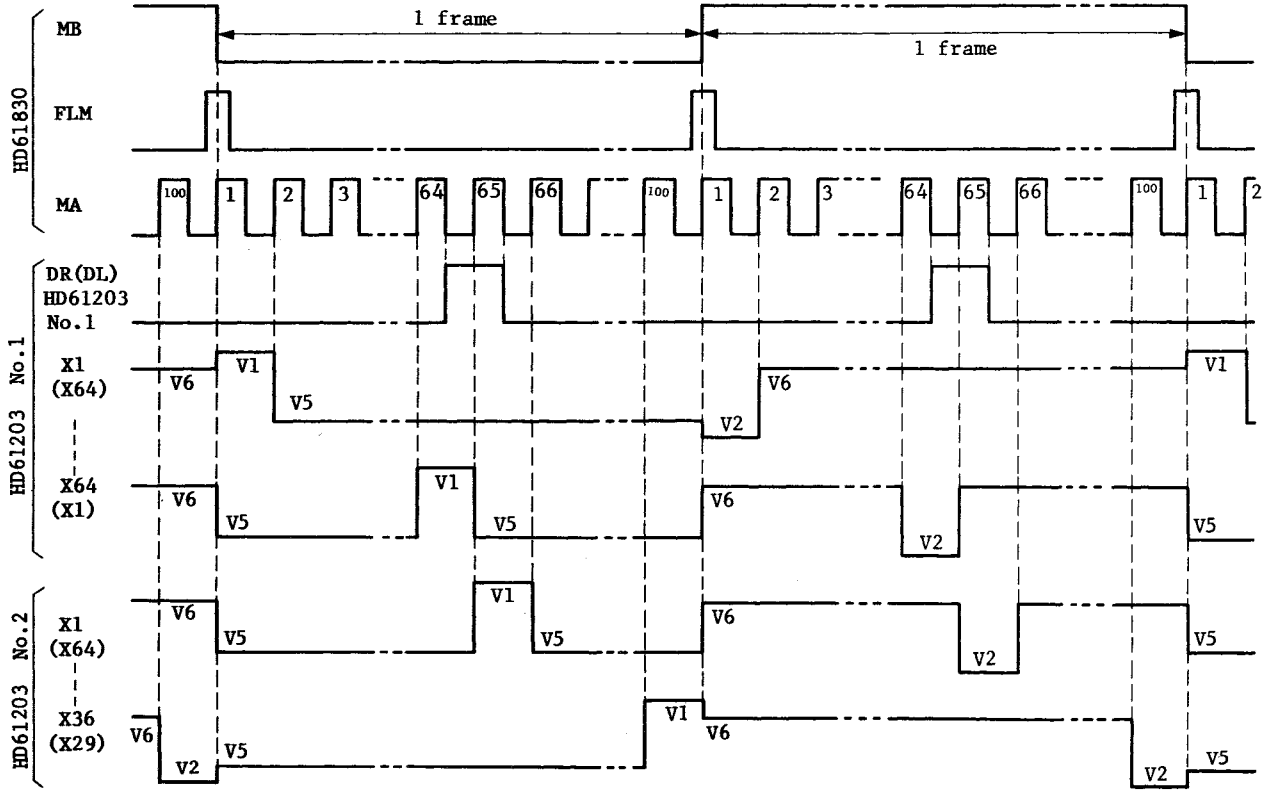 HD61830
MB
1 frame
1 frame
FLM
MA
100 1 2 3 64 65 66 100 1 2 3 64 65 66 100 1 2
HD61203 No.1
DR(DL)
HD61203
No.1
X1
(X64)
V6 V1 V5 V2 V6 V1
X64
(X1)
V6 V5 V1 V5 V6 V2 V5
HD61203 No.2
X1
(X64)
V6 V5 V1 V5 V6 V2 V5
X36
(X29)
V6 V2 V5 V1 V6 V2 V5